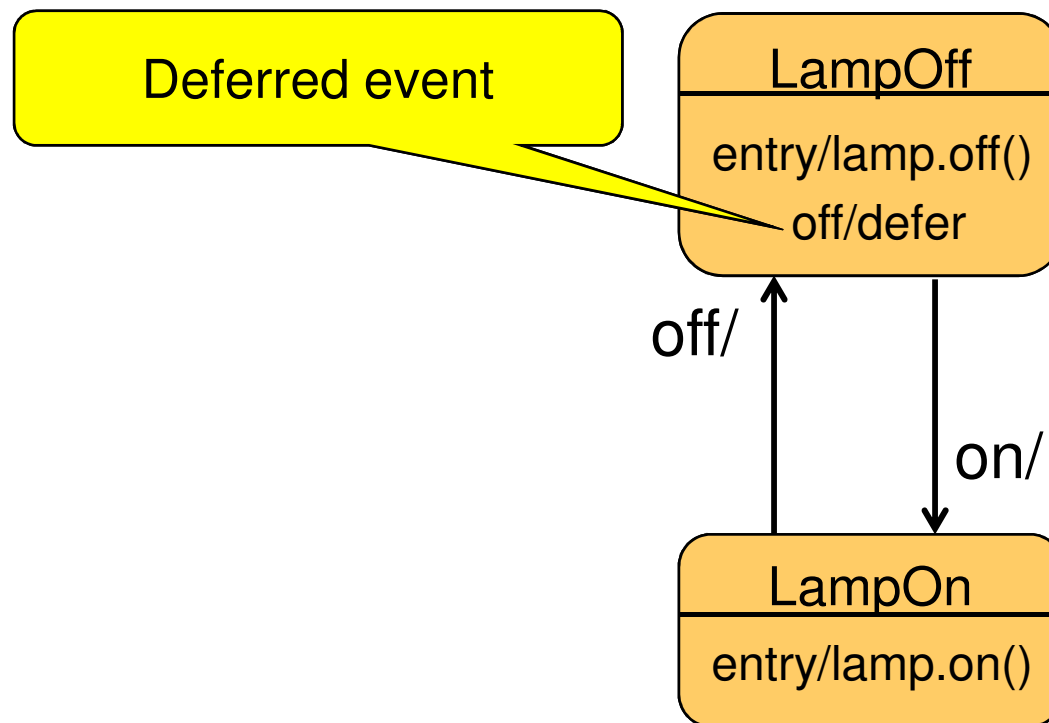 Deferred event
LampOff
entry/lamp.off()
off/defer
off/
on/
LampOn
entry/lamp.on()